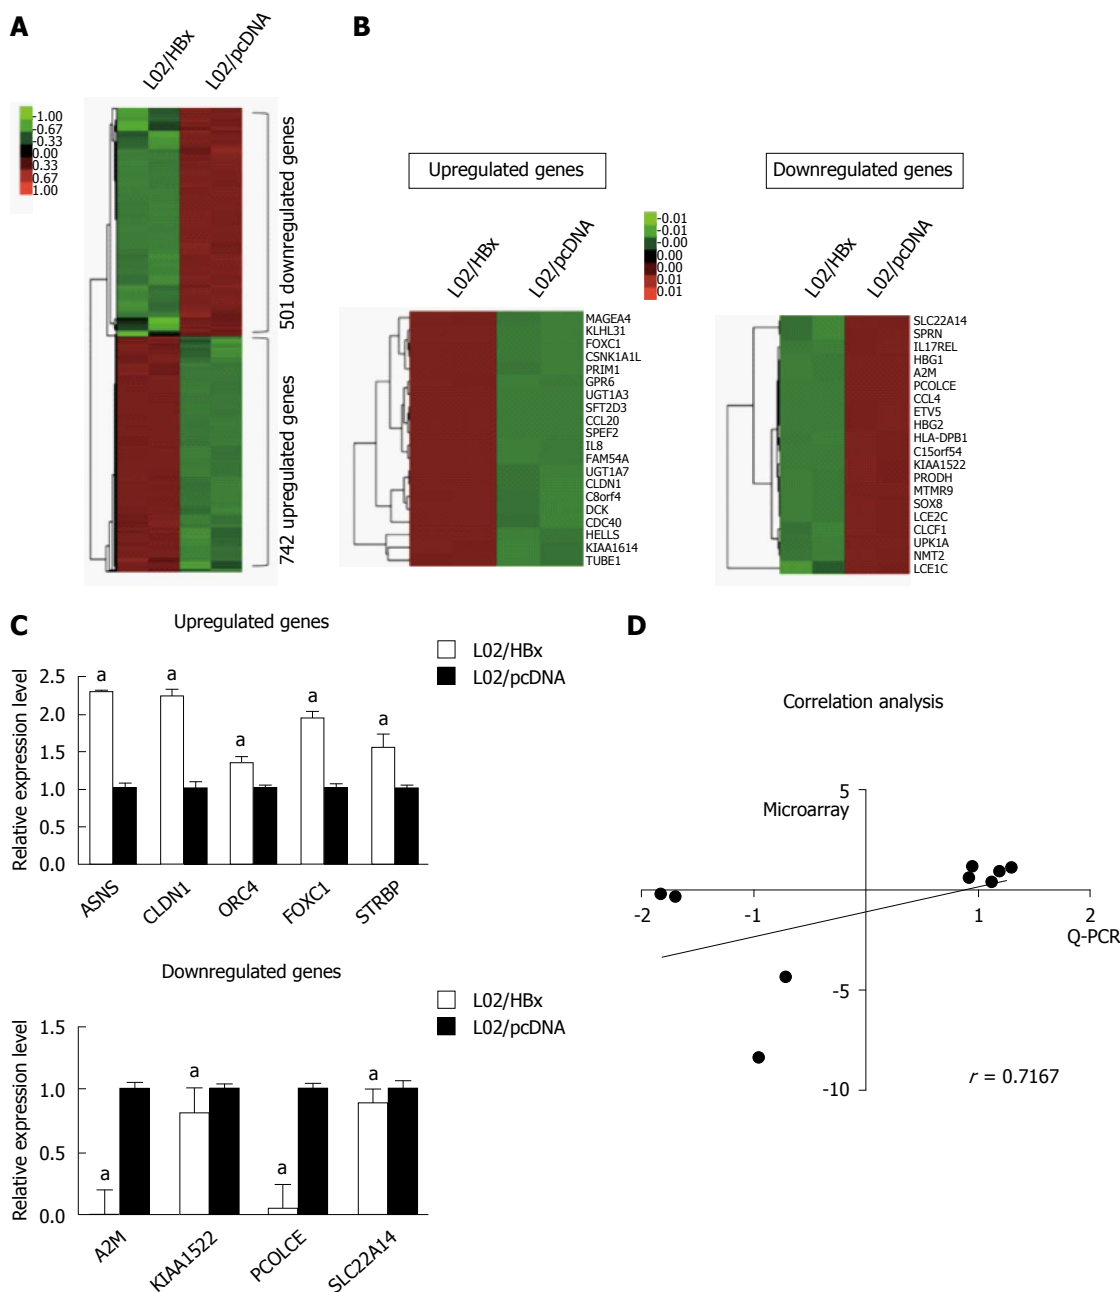 A
L02/HBx
L02/pcDNA
-1.00
-0.67
-0.33
0.00
0.33
0.67
1.00
501 downregulated genes
742 upregulated genes
B
Upregulated genes
L02/HBx
L02/pcDNA
-0.01
-0.01
-0.00
0.00
0.00
0.01
0.01
MAGEA4
KLHL31
FOXC1
CSNK1A1L
PRIM1
GPR6
UGT1A3
SFT2D3
CCL20
SPEF2
IL8
FAM54A
UGT1A7
CLDN1
C8orf4
DCK
CDC40
HELLS
KIAA1614
TUBE1
Downregulated genes
L02/HBx
L02/pcDNA
SLC22A14
SPRN
IL17REL
HBG1
A2M
PCOLCE
CCL4
ETV5
HBG2
HLA-DPB1
C15orf54
KIAA1522
PRODH
MTMR9
SOX8
LCE2C
CLCF1
UPK1A
NMT2
LCE1C
C
Upregulated genes
L02/HBx
L02/pcDNA
Relative expression level
2.5
2.0
1.5
1.0
0.5
0.0
a
a
a
a
a
ASNS
CLDN1
ORC4
FOXC1
STRBP
Downregulated genes
L02/HBx
L02/pcDNA
Relative expression level
1.5
1.0
0.5
0.0
a
a
a
a
A2M
KIAA1522
PCOLCE
SLC22A14
D
Correlation analysis
5
Microarray
-2
-1
1
2
Q-PCR
-5
-10
r = 0.7167